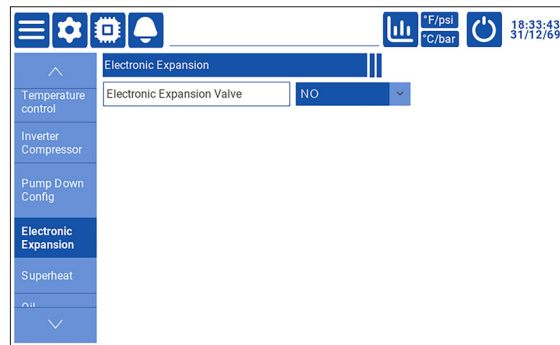 °F/psi
°C/bar
18:33:43
31/12/69
Electronic Expansion
Electronic Expansion Valve
NO
Temperature
control
Inverter
Compressor
Pump Down
Config
Electronic
Expansion
Superheat
Oil